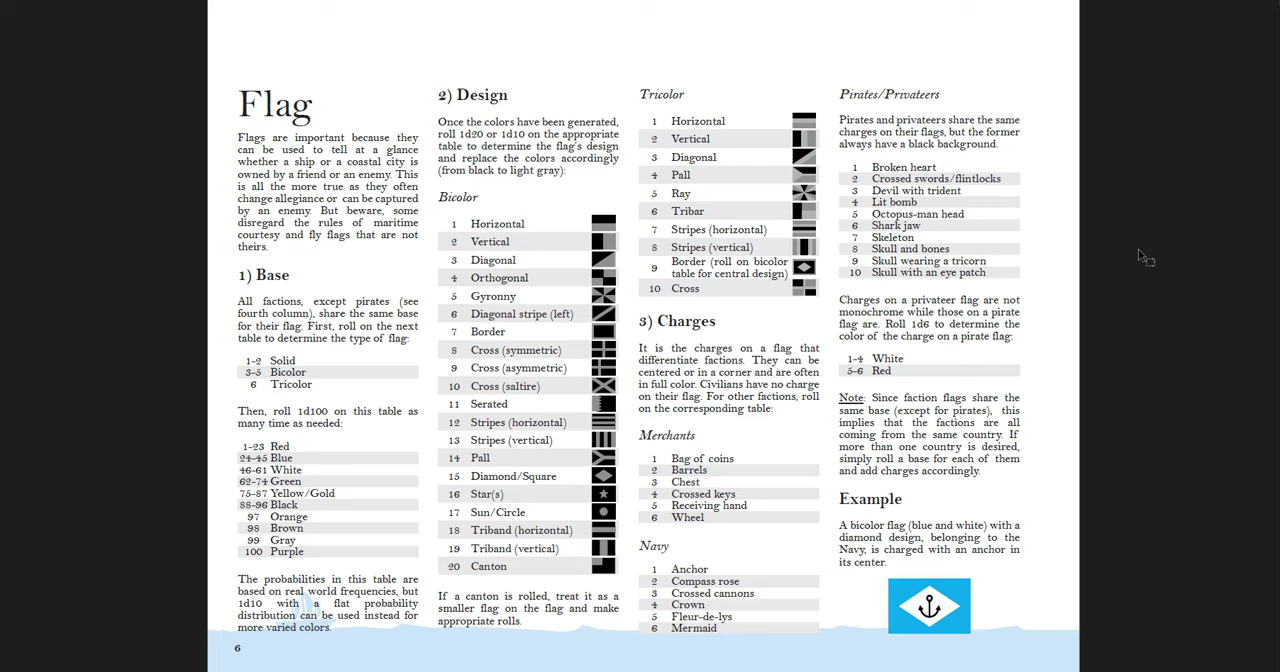 Flag
Flags are important because they
can be used to tell at a glance
whether a ship or a coastal city is
owned by a friend or an enemy. This
is all the more true as they often
change allegiance or can be captured
by an enemy. But beware, some
disregard the rules of maritime
courtesy and fly flags that are not
theirs.
1) Base
All factions, except pirates (see
fourth column), share the same base
for their flag. First, roll on the next
table to determine the type of flag:
1-2 Solid
3-5 Bicolor
6 Tricolor
Then, roll 1d100 on this table as
many time as needed:
1-23 Red
24-45 Blue
46-61 White
62-74 Green
75-87 Yellow/Gold
88-96 Black
97 Orange
98 Brown
99 Gray
100 Purple
The probabilities in this table are
based on real world frequencies, but
1d10 with a flat probability
distribution can be used instead for
more varied colors.
6
2) Design
Once the colors have been generated,
roll 1d20 or 1d10 on the appropriate
table to determine the flag's design
and replace the colors accordingly
(from black to light gray):
Bicolor
1 Horizontal
2 Vertical
3 Diagonal
4 Orthogonal
5 Gyronny
6 Diagonal stripe (left)
7 Border
8 Cross (symmetric)
9 Cross (asymmetric)
10 Cross (saltire)
11 Serated
12 Stripes (horizontal)
13 Stripes (vertical)
14 Pall
15 Diamond/Square
16 Star(s)
17 Sun/Circle
18 Triband (horizontal)
19 Triband (vertical)
20 Canton
If a canton is rolled, treat it as a
smaller flag on the flag and make
appropriate rolls.
Tricolor
1 Horizontal
2 Vertical
3 Diagonal
4 Pall
5 Ray
6 Tribar
7 Stripes (horizontal)
8 Stripes (vertical)
9 Border (roll on bicolor
table for central design)
10 Cross
3) Charges
It is the charges on a flag that
differentiate factions. They can be
centered or in a corner and are often
in full color. Civilians have no charge
on their flag. For other factions, roll
on the corresponding table:
Merchants
1 Bag of coins
2 Barrels
3 Chest
4 Crossed keys
5 Receiving hand
6 Wheel
Navy
1 Anchor
2 Compass rose
3 Crossed cannons
4 Crown
5 Fleur-de-lys
6 Mermaid
Pirates/Privateers
Pirates and privateers share the same
charges on their flags, but the former
always have a black background.
1 Broken heart
2 Crossed swords/flintlocks
3 Devil with trident
4 Lit bomb
5 Octopus-man head
6 Shark jaw
7 Skeleton
8 Skull and bones
9 Skull wearing a tricorn
10 Skull with an eye patch
Charges on a privateer flag are not
monochrome while those on a pirate
flag are. Roll 1d6 to determine the
color of the charge on a pirate flag:
1-4 White
5-6 Red
Note: Since faction flags share the
same base (except for pirates), this
implies that the factions are all
coming from the same country. If
more than one country is desired,
simply roll a base for each of them
and add charges accordingly.
Example
A bicolor flag (blue and white) with a
diamond design, belonging to the
Navy, is charged with an anchor in
its center.